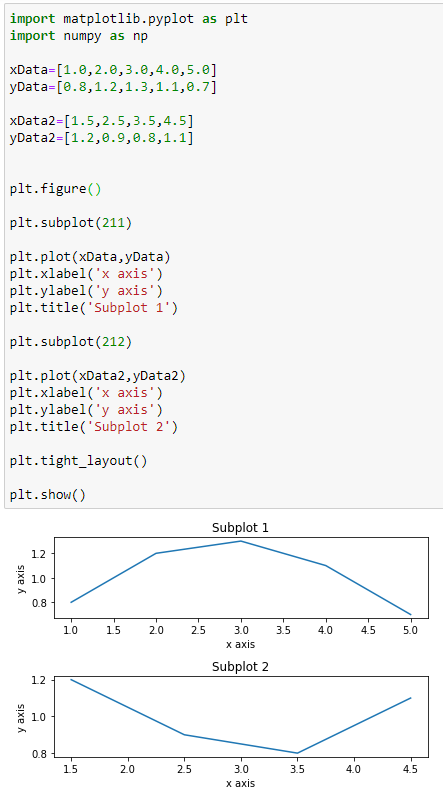 import matplotlib.pyplot as plt
import numpy as np
xData=[1.0,2.0,3.0,4.0,5.0]
yData=[0.8,1.2,1.3,1.1,0.7]
xData2=[1.5,2.5,3.5,4.5]
yData2=[1.2,0.9,0.8,1.1]
plt.figure()
plt.subplot(211)
plt.plot(xData,yData)
plt.xlabel('x axis')
plt.ylabel('y axis')
plt.title('Subplot 1')
plt.subplot(212)
plt.plot(xData2,yData2)
plt.xlabel('x axis')
plt.ylabel('y axis')
plt.title('Subplot 2')
plt.tight_layout()
plt.show()
Subplot 1
y axis
1.2
1.0
0.8
1.0 1.5 2.0 2.5 3.0 3.5 4.0 4.5 5.0
x axis
Subplot 2
y axis
1.2
1.0
0.8
1.5 2.0 2.5 3.0 3.5 4.0 4.5
x axis